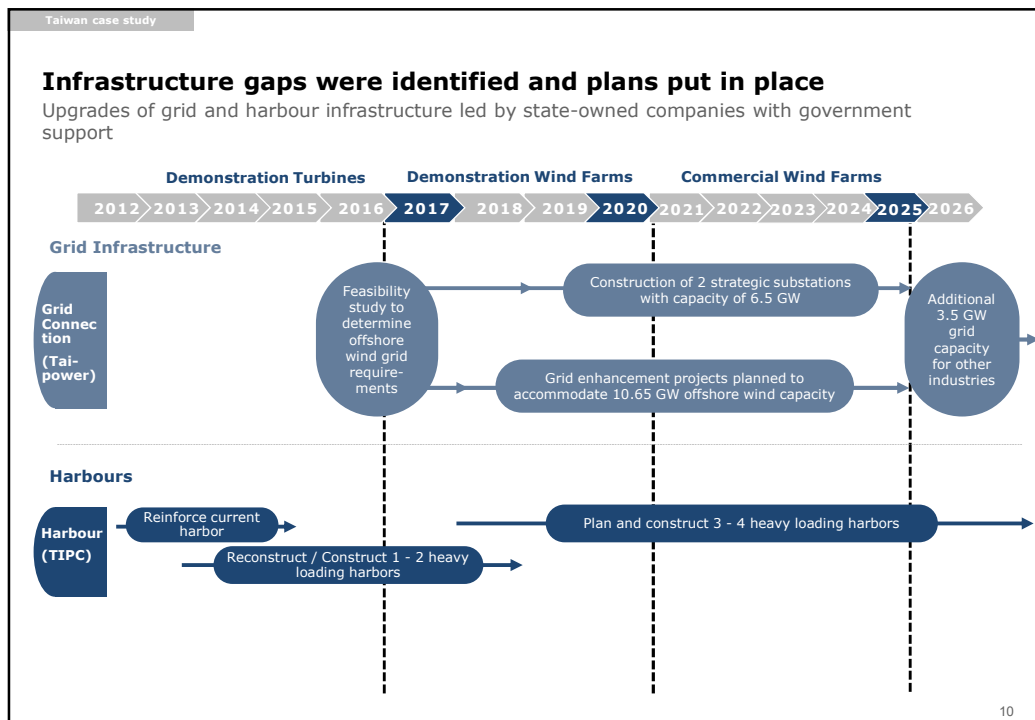 Taiwan case study
Infrastructure gaps were identified and plans put in place
Upgrades of grid and harbour infrastructure led by state-owned companies with government
support
Demonstration Turbines
Demonstration Wind Farms
Commercial Wind Farms
2012 2013 2014 2015 2016 2017 2018 2019 2020 2021 2022 2023 2024 2025 2026
Grid Infrastructure
Grid
Connec
tion
(Tai-
power)
Feasibility
study to
determine
offshore
wind grid
require-
ments
Construction of 2 strategic substations
with capacity of 6.5 GW
Grid enhancement projects planned to
accommodate 10.65 GW offshore wind capacity
Additional
3.5 GW
grid
capacity
for other
industries
Harbours
Harbour
(TIPC)
Reinforce current
harbor
Reconstruct / Construct 1 - 2 heavy
loading harbors
Plan and construct 3 - 4 heavy loading harbors
10